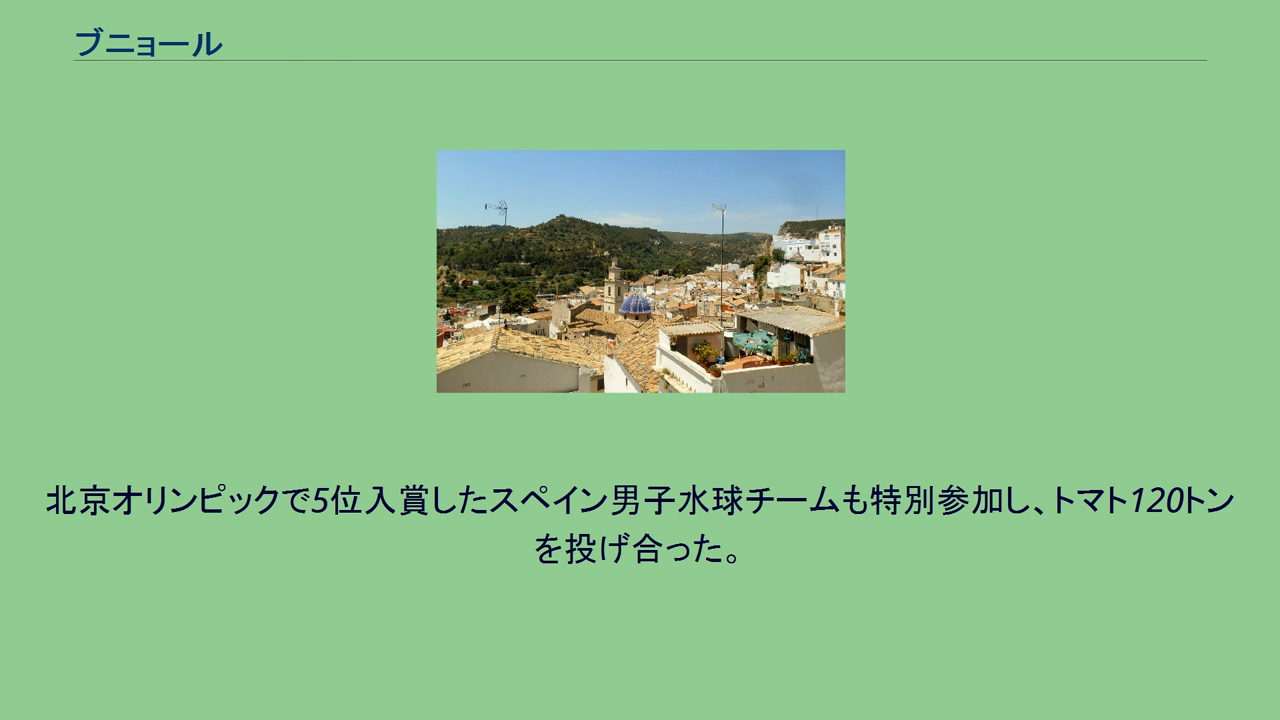 ブニョール
北京オリンピックで5位入賞したスペイン男子水球チームも特別参加し、トマト120トン
を投げ合った。